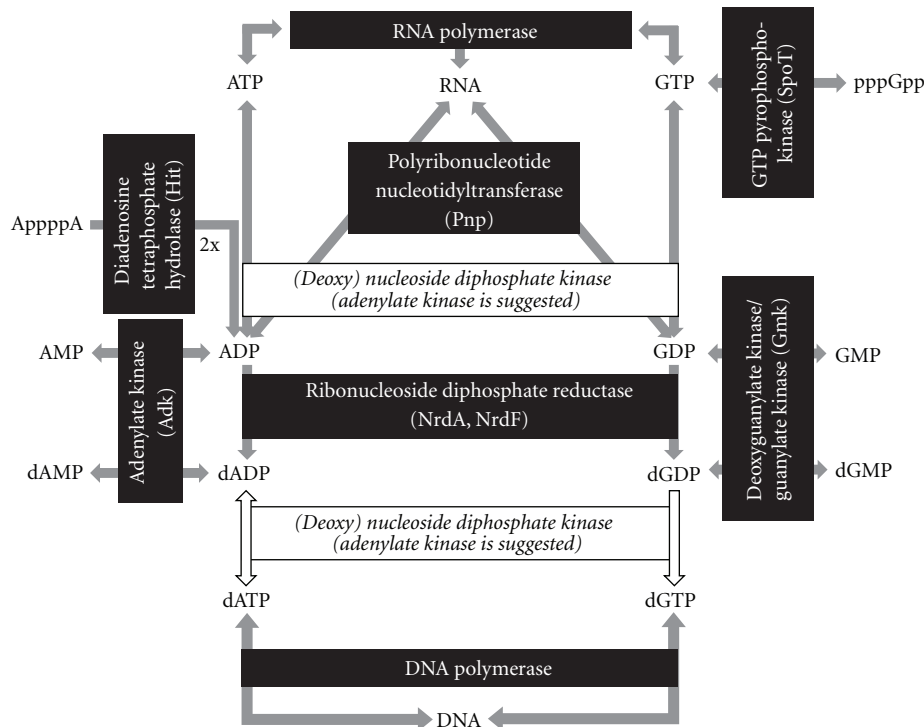 RNA polymerase
ATP
RNA
GTP
GTP pyrophospho-
kinase (SpoT)
pppGpp
Polyribonucleotide
nucleotidyltransferase
(Pnp)
Diadenosine
tetraphosphate
hydrolase (Hit)
AppppA
2x
(Deoxy) nucleoside diphosphate kinase
(adenylate kinase is suggested)
AMP
ADP
GDP
GMP
Adenylate kinase
(Adk)
Ribonucleoside diphosphate reductase
(NrdA, NrdF)
Deoxyguanylate kinase/
guanylate kinase (Gmk)
dAMP
dADP
dGDP
dGMP
(Deoxy) nucleoside diphosphate kinase
(adenylate kinase is suggested)
dATP
dGTP
DNA polymerase
DNA